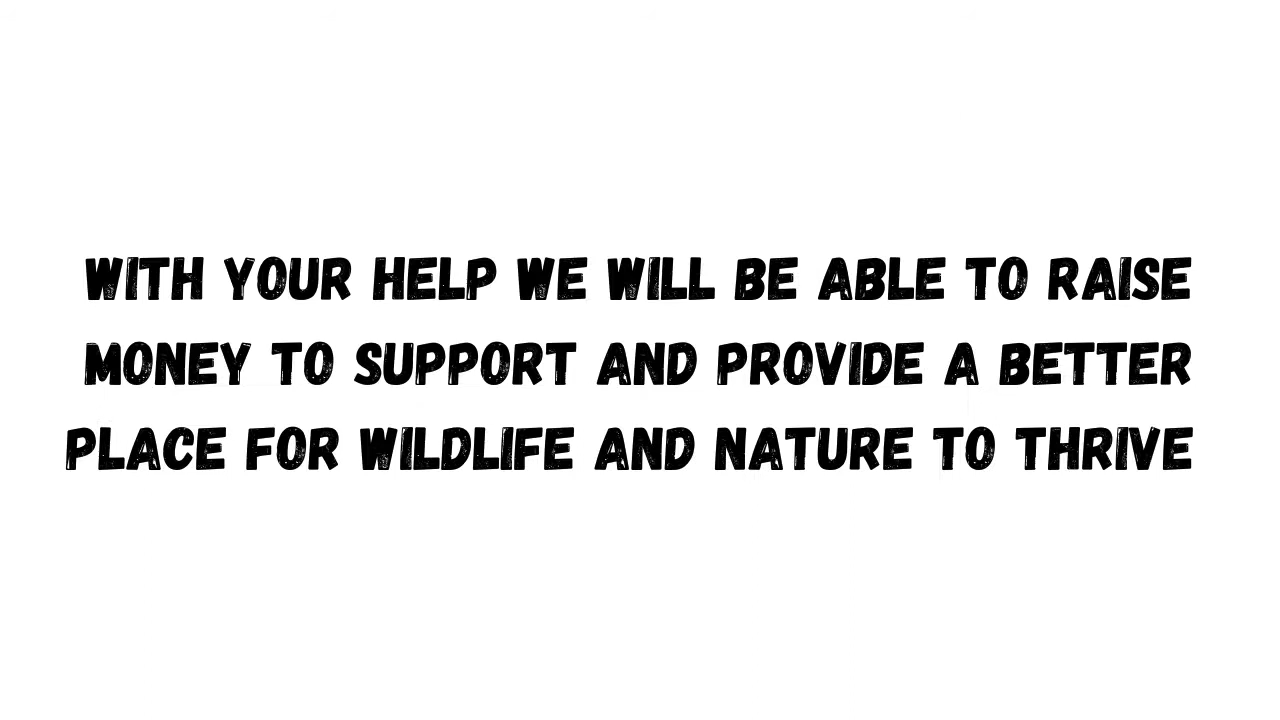 WITH YOUR HELP WE WILL BE ABLE TO RAISE
MONEY TO SUPPORT AND PROVIDE A BETTER
PLACE FOR WILDLIFE AND NATURE TO THRIVE